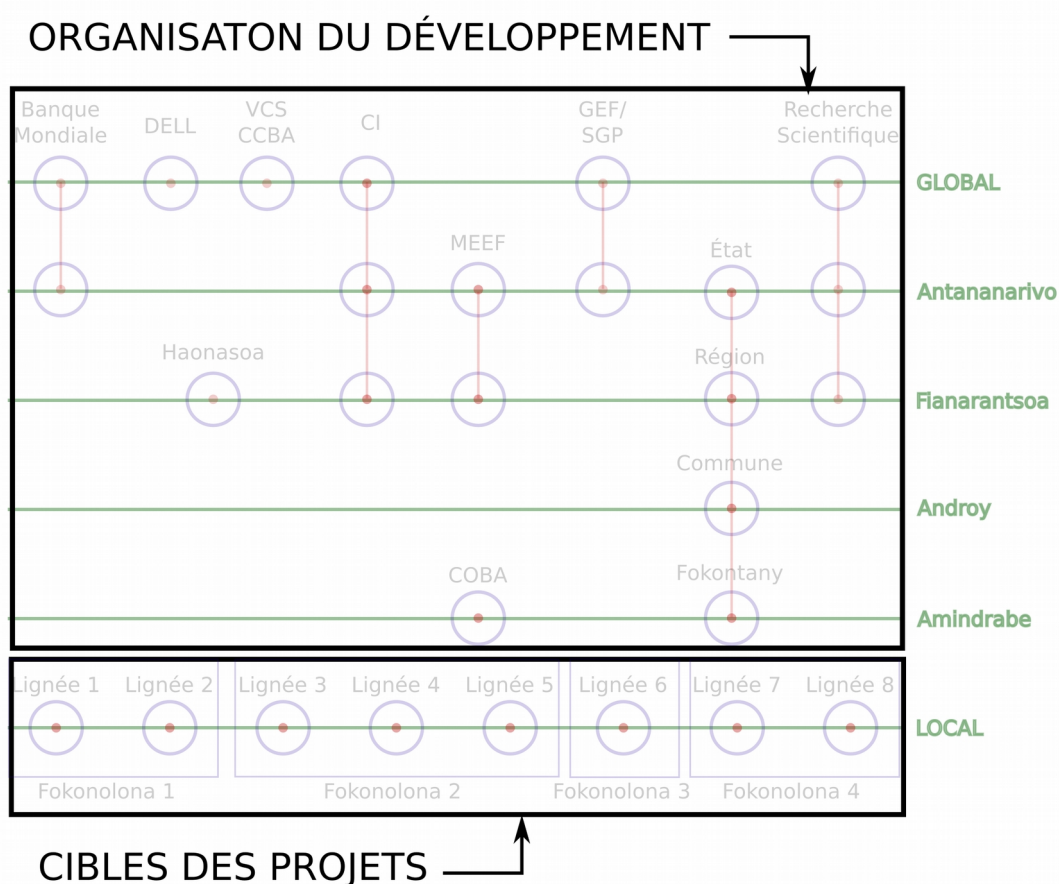 ORGANISATON DU DÉVELOPPEMENT
Banque
Mondiale
DELL
VCS
CCBA
CI
GEF/
SGP
Recherche
Scientifique
GLOBAL
MEEF
État
Antananarivo
Haonasoa
Région
Fianarantsoa
Commune
Androy
COBA
Fokontany
Amindrabe
Lignée 1
Lignée 2
Lignée 3
Lignée 4
Lignée 5
Lignée 6
Lignée 7
Lignée 8
LOCAL
Fokonolona 1
Fokonolona 2
Fokonolona 3
Fokonolona 4
CIBLES DES PROJETS